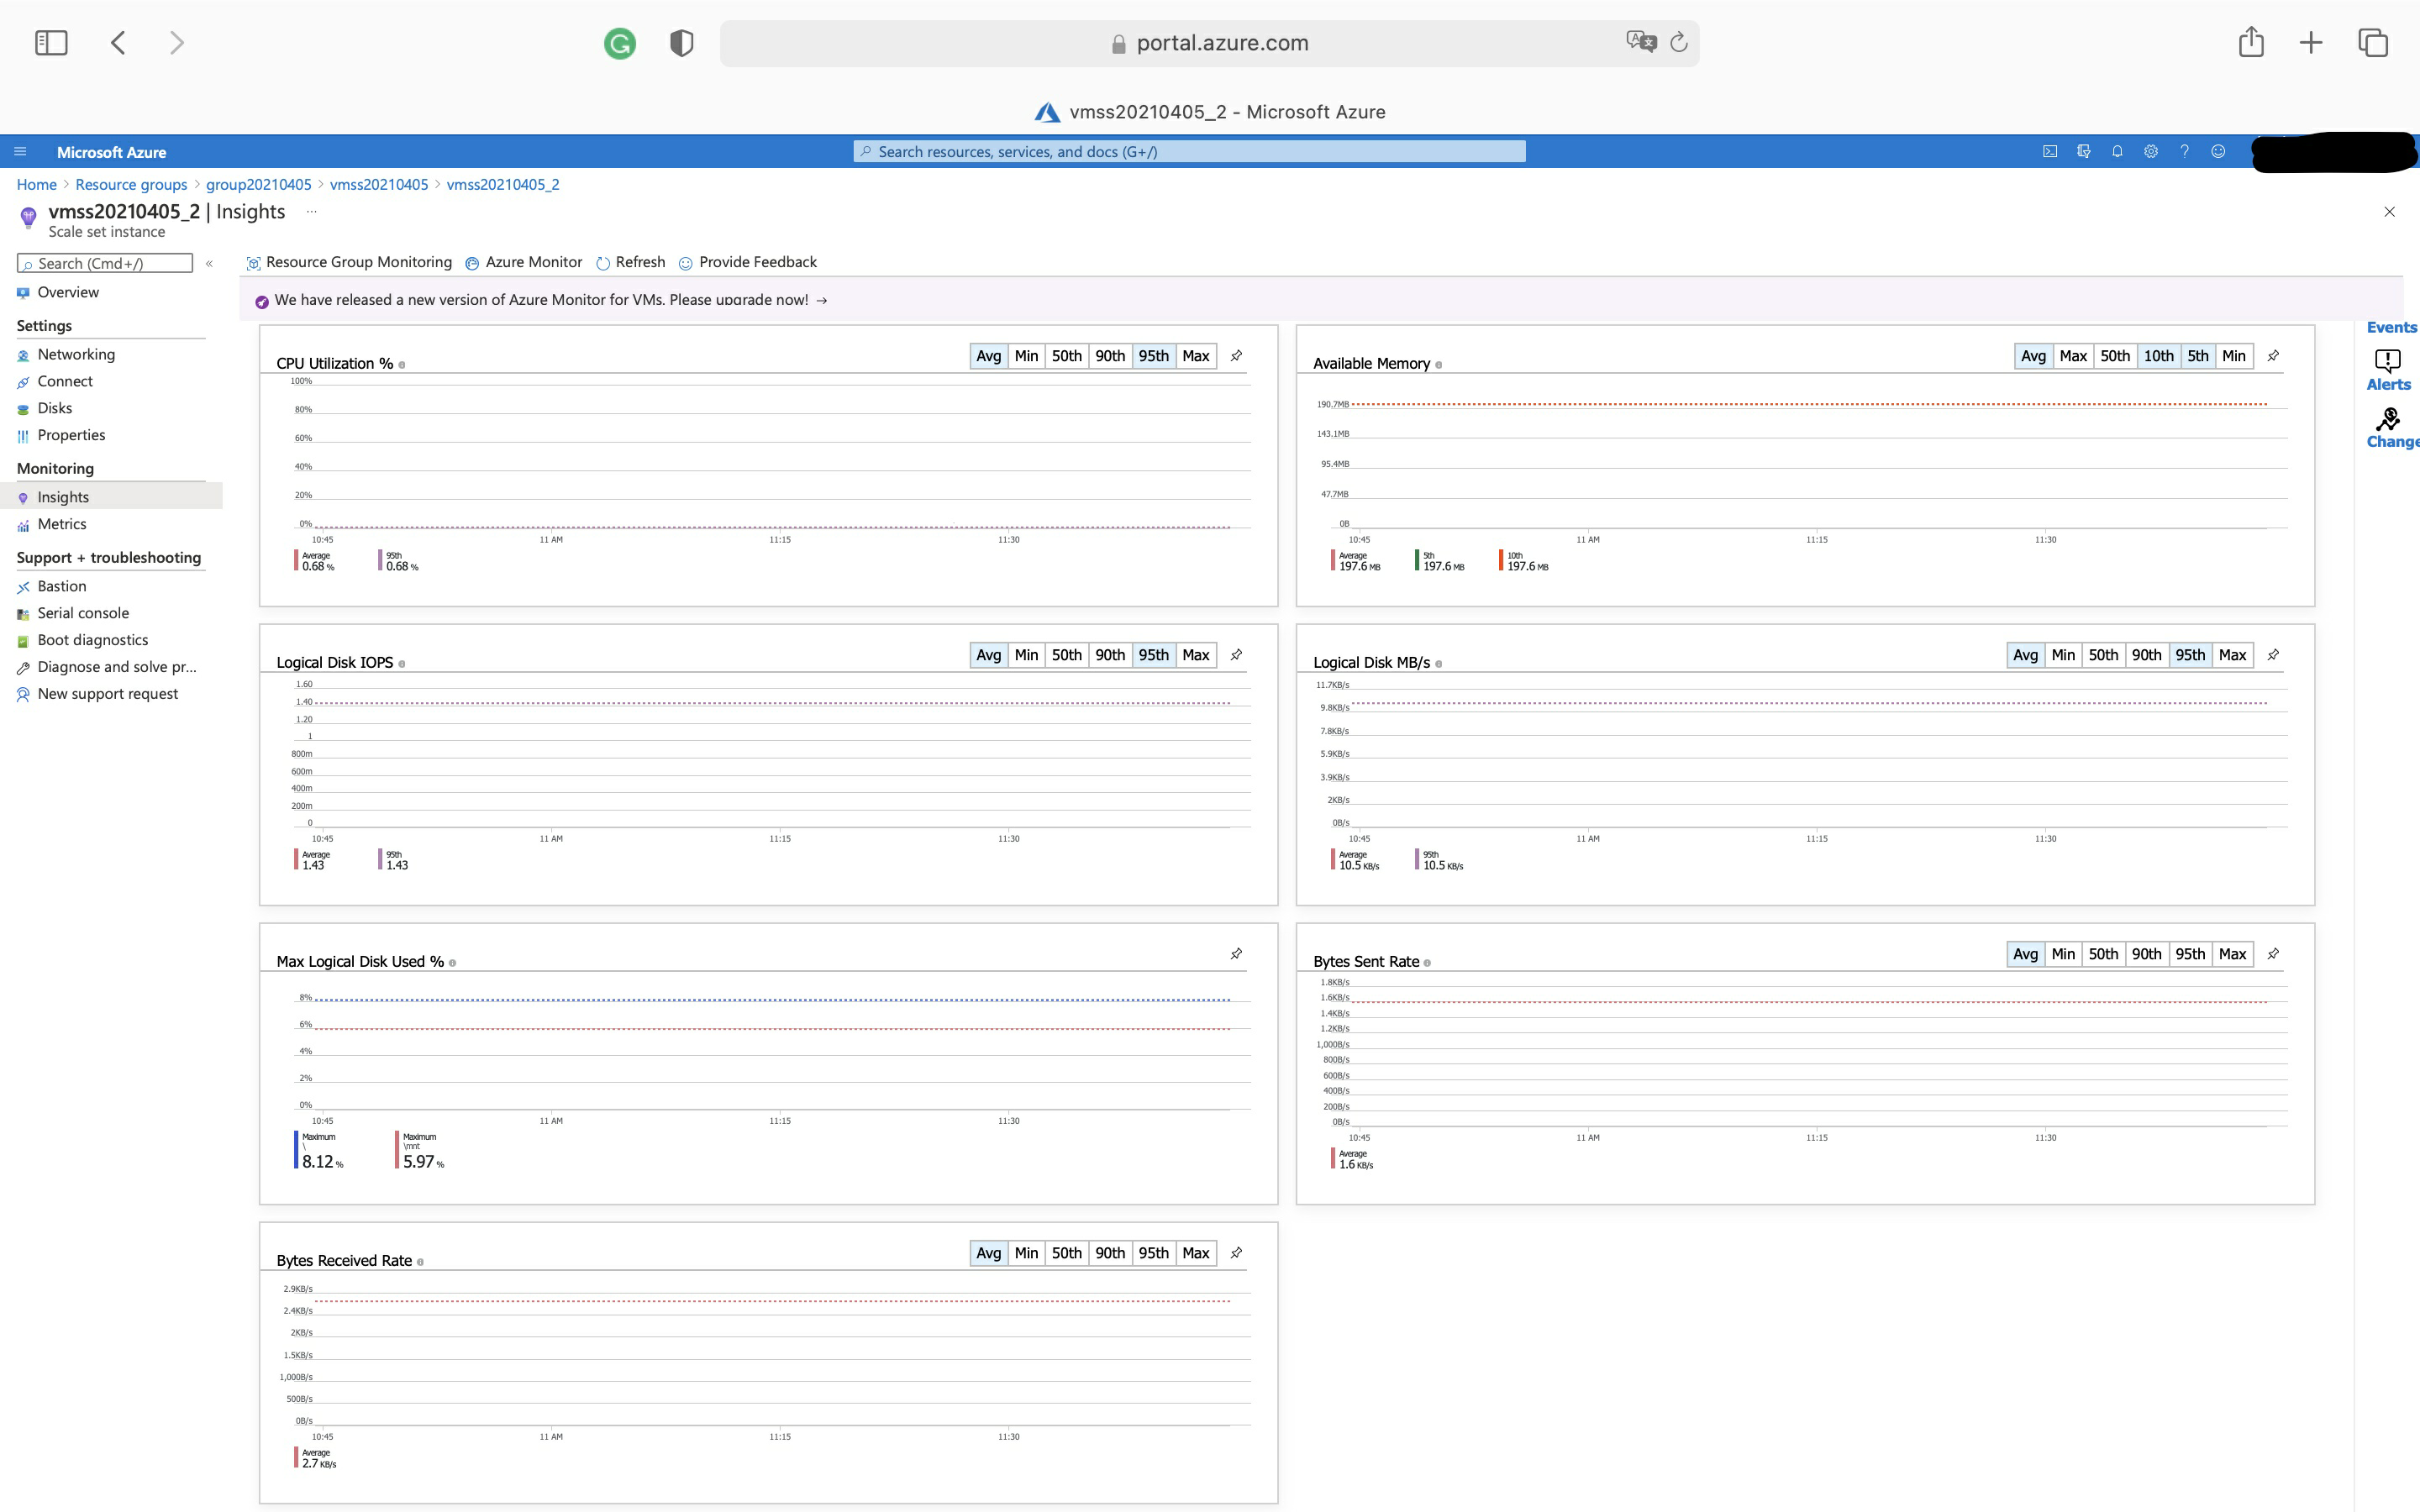 portal.azure.com
vmss20210405_2 - Microsoft Azure
Microsoft Azure
Search resources, services, and docs (G+/)
Home > Resource groups > group20210405 > vmss20210405 > vmss20210405_2
vmss20210405_2 | Insights ...
Scale set instance
Search (Cmd+/) «
Overview
Settings
Networking
Connect
Disks
Properties
Monitoring
Insights
Metrics
Support + troubleshooting
Bastion
Serial console
Boot diagnostics
Diagnose and solve pr...
New support request
Resource Group Monitoring Azure Monitor Refresh Provide Feedback
We have released a new version of Azure Monitor for VMs. Please upgrade now! →
CPU Utilization %
Avg Min 50th 90th 95th Max
100%
80%
60%
40%
20%
0%
10:45 11 AM 11:15 11:30
Average 95th
0.68 % 0.68 %
Available Memory
Avg Max 50th 10th 5th Min
190.7MB
143.1MB
95.4MB
47.7MB
0B
10:45 11 AM 11:15 11:30
Average 5th 10th
197.6 MB 197.6 MB 197.6 MB
Logical Disk IOPS
Avg Min 50th 90th 95th Max
1.60
1.40
1.20
1
800m
600m
400m
200m
0
10:45 11 AM 11:15 11:30
Average 95th
1.43 1.43
Logical Disk MB/s
Avg Min 50th 90th 95th Max
11.7KB/s
9.8KB/s
7.8KB/s
5.9KB/s
3.9KB/s
2KB/s
0B/s
10:45 11 AM 11:15 11:30
Average 95th
10.5 KB/s 10.5 KB/s
Max Logical Disk Used %
8%
6%
4%
2%
0%
10:45 11 AM 11:15 11:30
Maximum Maximum
\ \mnt
8.12 % 5.97 %
Bytes Sent Rate
Avg Min 50th 90th 95th Max
1.8KB/s
1.6KB/s
1.4KB/s
1.2KB/s
1,000B/s
800B/s
600B/s
400B/s
200B/s
0B/s
10:45 11 AM 11:15 11:30
Average
1.6 KB/s
Bytes Received Rate
Avg Min 50th 90th 95th Max
2.9KB/s
2.4KB/s
2KB/s
1.5KB/s
1,000B/s
500B/s
0B/s
10:45 11 AM 11:15 11:30
Average
2.7 KB/s
Events
Alerts
Change